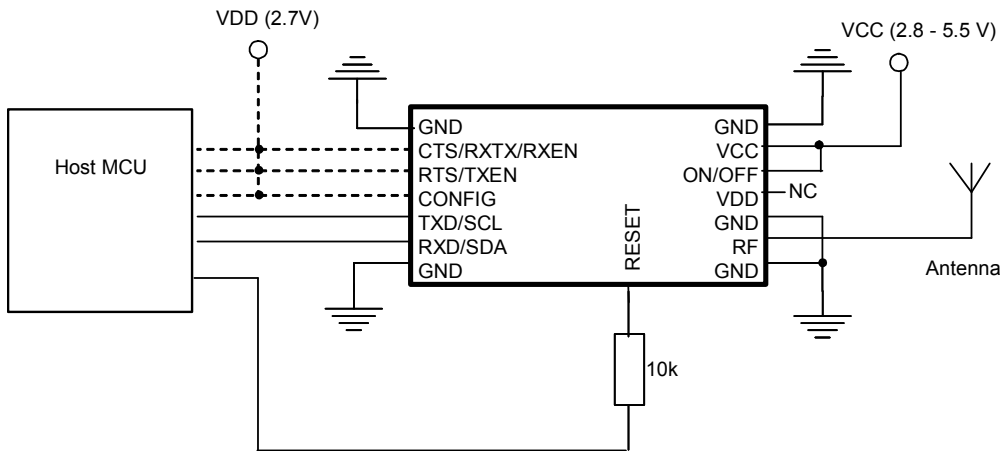 VDD (2.7V)
VCC (2.8 - 5.5 V)
Host MCU
GND
CTS/RXTX/RXEN
RTS/TXEN
CONFIG
TXD/SCL
RXD/SDA
GND
RESET
GND
VCC
ON/OFF
VDD
GND
RF
GND
NC
Antenna
10k